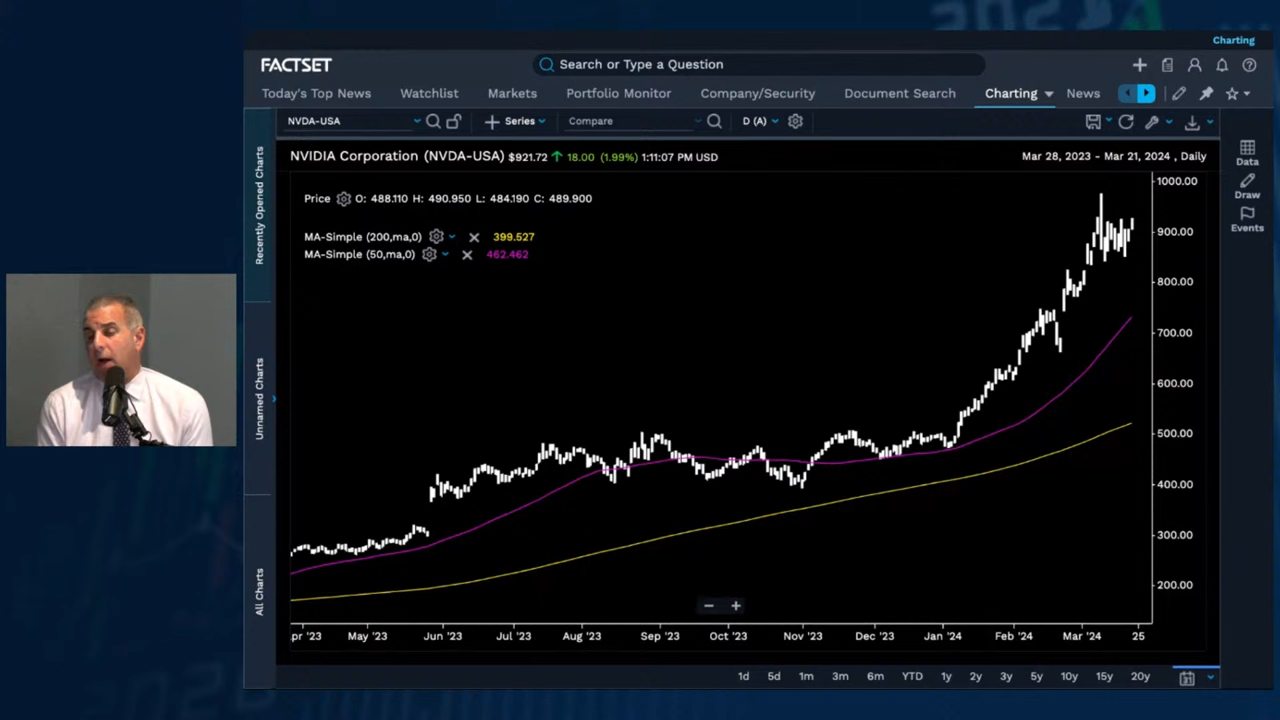 Charting
FACTSET
Search or Type a Question
Today's Top News Watchlist Markets Portfolio Monitor Company/Security Document Search Charting News
NVDA-USA Series Compare D (A)
NVIDIA Corporation (NVDA-USA) $921.72 18.00 (1.99%) 1:11:07 PM USD
Mar 28, 2023 – Mar 21, 2024 , Daily
Price O: 488.110 H: 490.950 L: 484.190 C: 489.900
MA-Simple (200,ma,0) 399.527
MA-Simple (50,ma,0) 462.462
Recently Opened Charts
Unnamed Charts
All Charts
Data
Draw
Events
1000.00
900.00
800.00
700.00
600.00
500.00
400.00
300.00
200.00
pr '23 May '23 Jun '23 Jul '23 Aug '23 Sep '23 Oct '23 Nov '23 Dec '23 Jan '24 Feb '24 Mar '24 25
1d 5d 1m 3m 6m YTD 1y 2y 3y 5y 10y 15y 20y